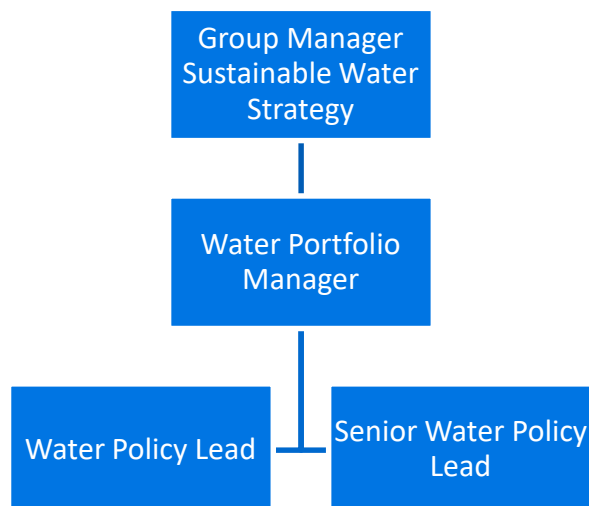 Group Manager
Sustainable Water
Strategy
Water Portfolio
Manager
Water Policy Lead
Senior Water Policy
Lead